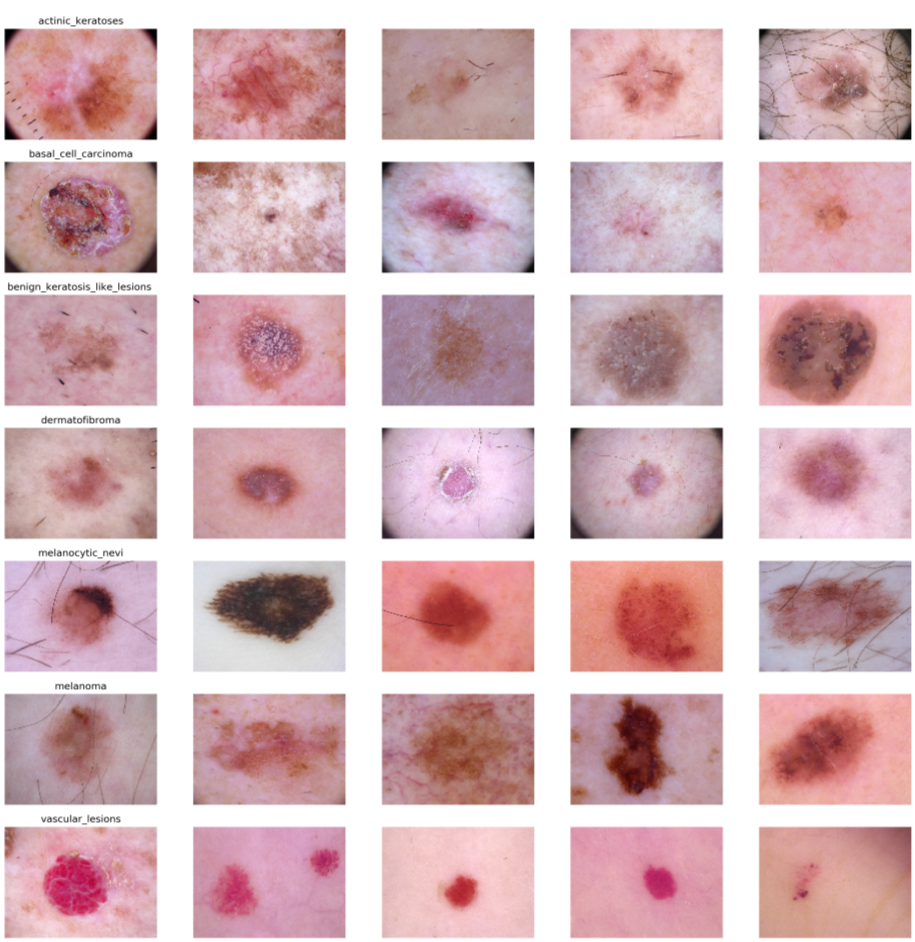 actinic_keratoses
basal_cell_carcinoma
benign_keratosis_like_lesions
dermatofibroma
melanocytic_nevi
melanoma
vascular_lesions